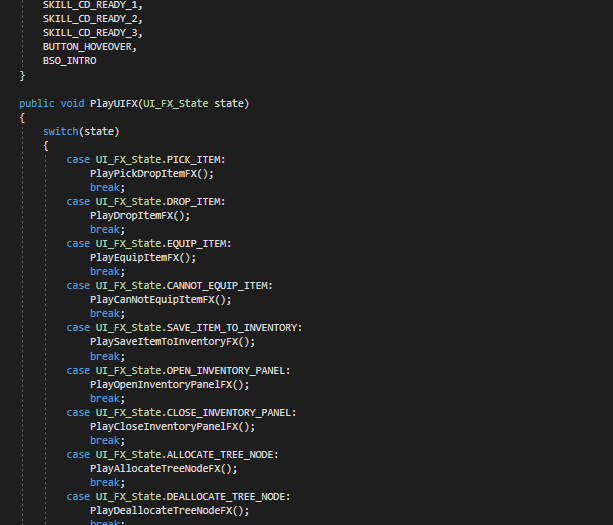 SKILL_CD_READY_1,
SKILL_CD_READY_2,
SKILL_CD_READY_3,
BUTTON_HOVEOVER,
BSO_INTRO
}
public void PlayUIFX(UI_FX_State state)
{
switch(state)
{
case UI_FX_State.PICK_ITEM:
PlayPickDropItemFX();
break;
case UI_FX_State.DROP_ITEM:
PlayDropItemFX();
break;
case UI_FX_State.EQUIP_ITEM:
PlayEquipItemFX();
break;
case UI_FX_State.CANNOT_EQUIP_ITEM:
PlayCanNotEquipItemFX();
break;
case UI_FX_State.SAVE_ITEM_TO_INVENTORY:
PlaySaveItemToInventoryFX();
break;
case UI_FX_State.OPEN_INVENTORY_PANEL:
PlayOpenInventoryPanelFX();
break;
case UI_FX_State.CLOSE_INVENTORY_PANEL:
PlayCloseInventoryPanelFX();
break;
case UI_FX_State.ALLOCATE_TREE_NODE:
PlayAllocateTreeNodeFX();
break;
case UI_FX_State.DEALLOCATE_TREE_NODE:
PlayDeallocateTreeNodeFX();
break;